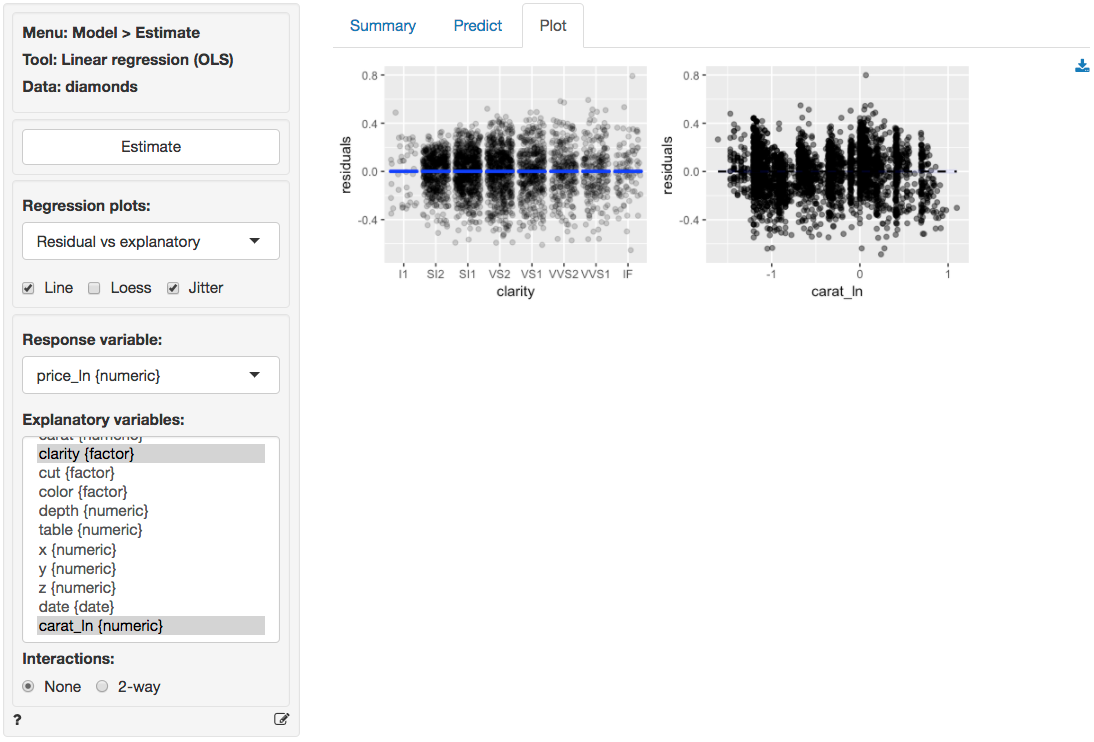 Menu: Model > Estimate
Tool: Linear regression (OLS)
Data: diamonds
Estimate
Regression plots:
Residual vs explanatory
Line Loess Jitter
Response variable:
price_ln {numeric}
Explanatory variables:
carat {numeric}
clarity {factor}
cut {factor}
color {factor}
depth {numeric}
table {numeric}
x {numeric}
y {numeric}
z {numeric}
date {date}
carat_ln {numeric}
Interactions:
None 2-way
?
Summary Predict Plot
0.8
0.4
0.0
-0.4
residuals
I1 SI2 SI1 VS2 VS1 VVS2 VVS1 IF
clarity
0.8
0.4
0.0
-0.4
residuals
-1 0 1
carat_ln